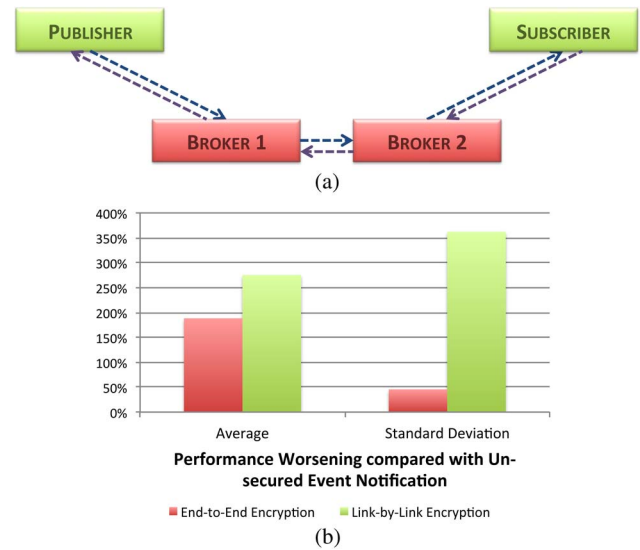 PUBLISHER
SUBSCRIBER
BROKER 1
BROKER 2
(a)
400%
350%
300%
250%
200%
150%
100%
50%
0%
Average
Standard Deviation
Performance Worsening compared with Un-
secured Event Notification
End-to-End Encryption
Link-by-Link Encryption
(b)